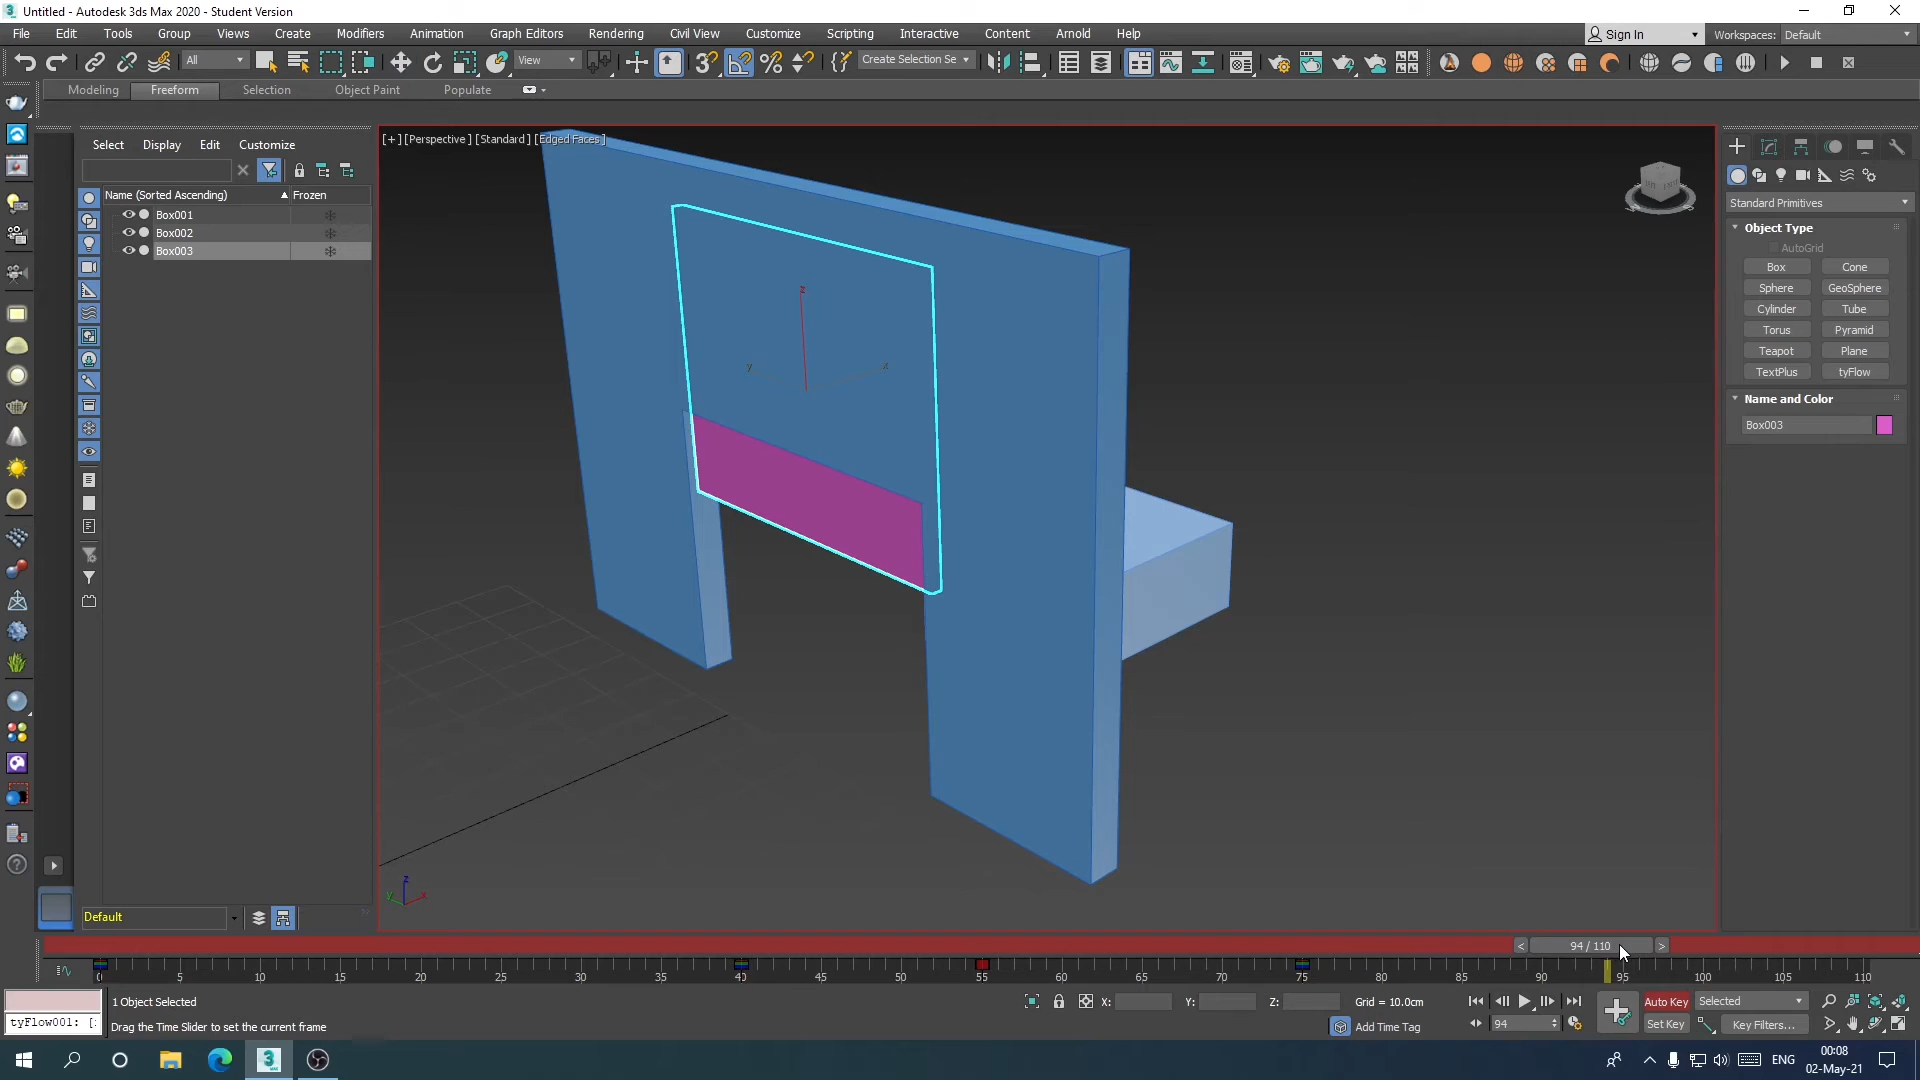 Untitled - Autodesk 3ds Max 2020 - Student Version
File Edit Tools Group Views Create Modifiers Animation Graph Editors Rendering Civil View Customize Scripting Interactive Content Arnold Help
Sign In Workspaces: Default
All View Create Selection Se
Modeling Freeform Selection Object Paint Populate
Select Display Edit Customize
[+] [Perspective] [Standard] [Edged Faces]
Name (Sorted Ascending) Frozen
Box001
Box002
Box003
z
y
x
Standard Primitives
Object Type
AutoGrid
Box Cone
Sphere GeoSphere
Cylinder Tube
Torus Pyramid
Teapot Plane
TextPlus tyFlow
Name and Color
Box003
z
y x
Default
< 94 / 110 >
0 5 10 15 20 25 30 35 40 45 50 55 60 65 70 75 80 85 90 95 100 105 110
1 Object Selected X: Y: Z: Grid = 10.0cm Auto Key Selected
tyFlow001: [: Drag the Time Slider to set the current frame Add Time Tag 94 Set Key Key Filters...
ENG 00:08
02-May-21